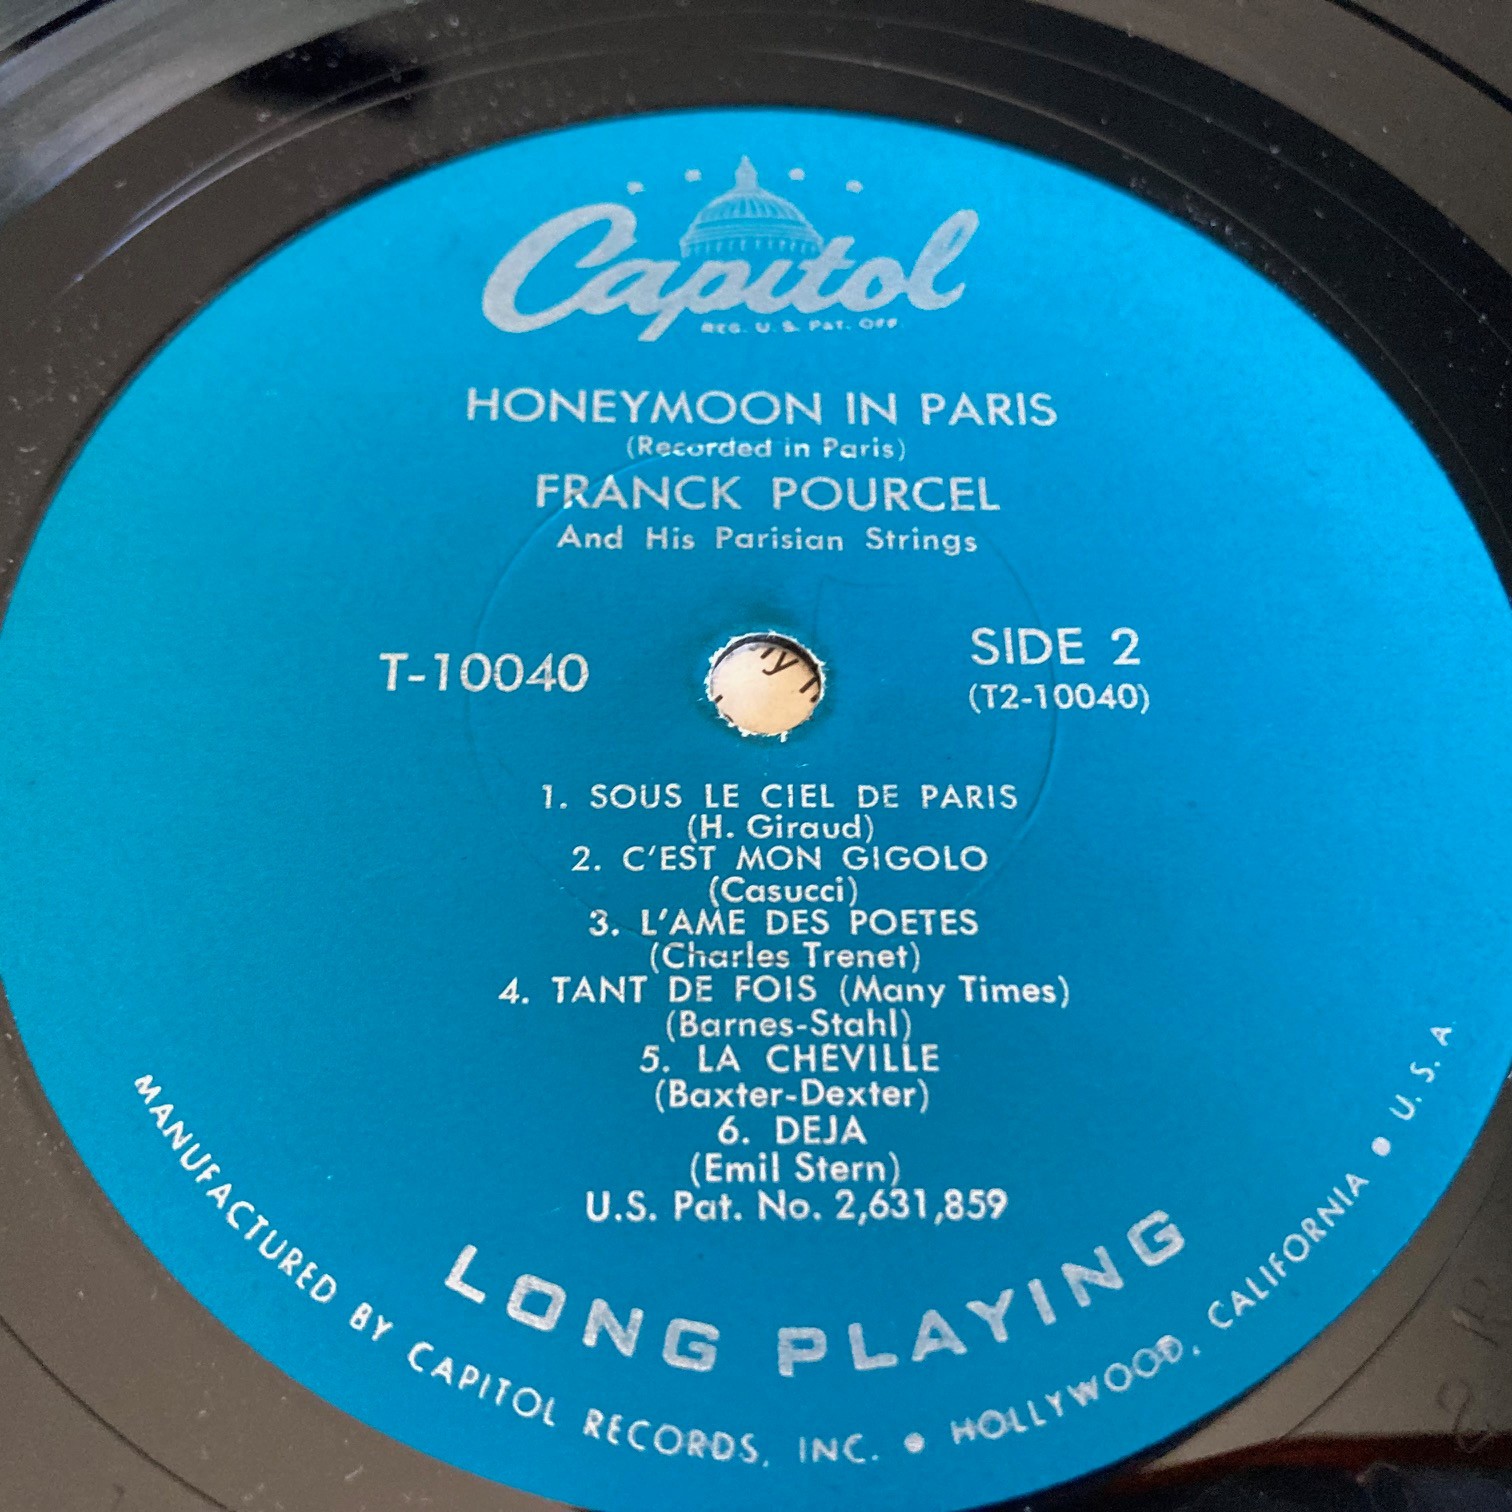 Capitol
REG. U. S. PAT. OFF.
HONEYMOON IN PARIS
(Recorded in Paris)
FRANCK POURCEL
And His Parisian Strings
T-10040
SIDE 2
(T2-10040)
1. SOUS LE CIEL DE PARIS
(H. Giraud)
2. C'EST MON GIGOLO
(Casucci)
3. L'AME DES POETES
(Charles Trenet)
4. TANT DE FOIS (Many Times)
(Barnes-Stahl)
5. LA CHEVILLE
(Baxter-Dexter)
6. DEJA
(Emil Stern)
U.S. Pat. No. 2,631,859
LONG PLAYING
MANUFACTURED BY CAPITOL RECORDS, INC. • HOLLYWOOD, CALIFORNIA • U. S. A